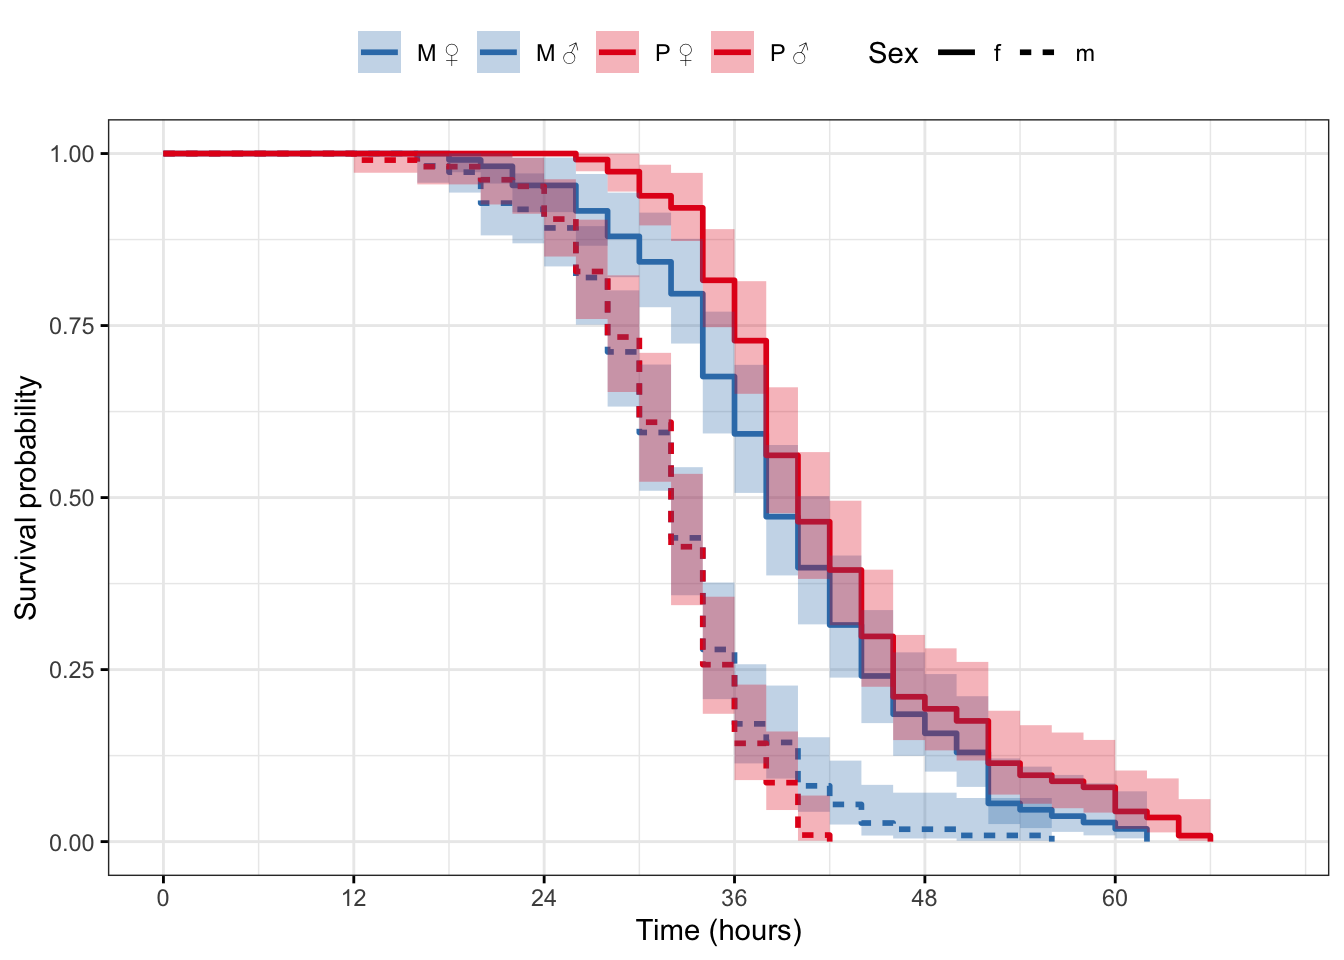 M ♀ M ♂ P ♀ P ♂ Sex f m
1.00
0.75
0.50
0.25
0.00
Survival probability
0 12 24 36 48 60
Time (hours)